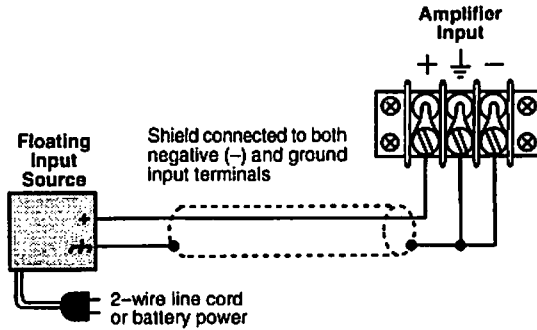 Amplifier
Input
+ −
Floating
Input
Source
Shield connected to both
negative (−) and ground
input terminals
+
2-wire line cord
or battery power